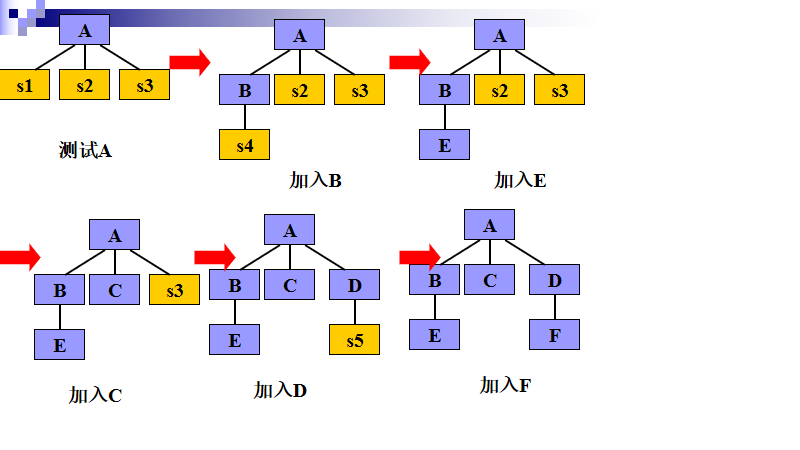 A
s1 s2 s3
测试A
A
B s2 s3
s4
加入B
A
B s2 s3
E
加入E
A
B C s3
E
加入C
A
B C D
E s5
加入D
A
B C D
E F
加入F